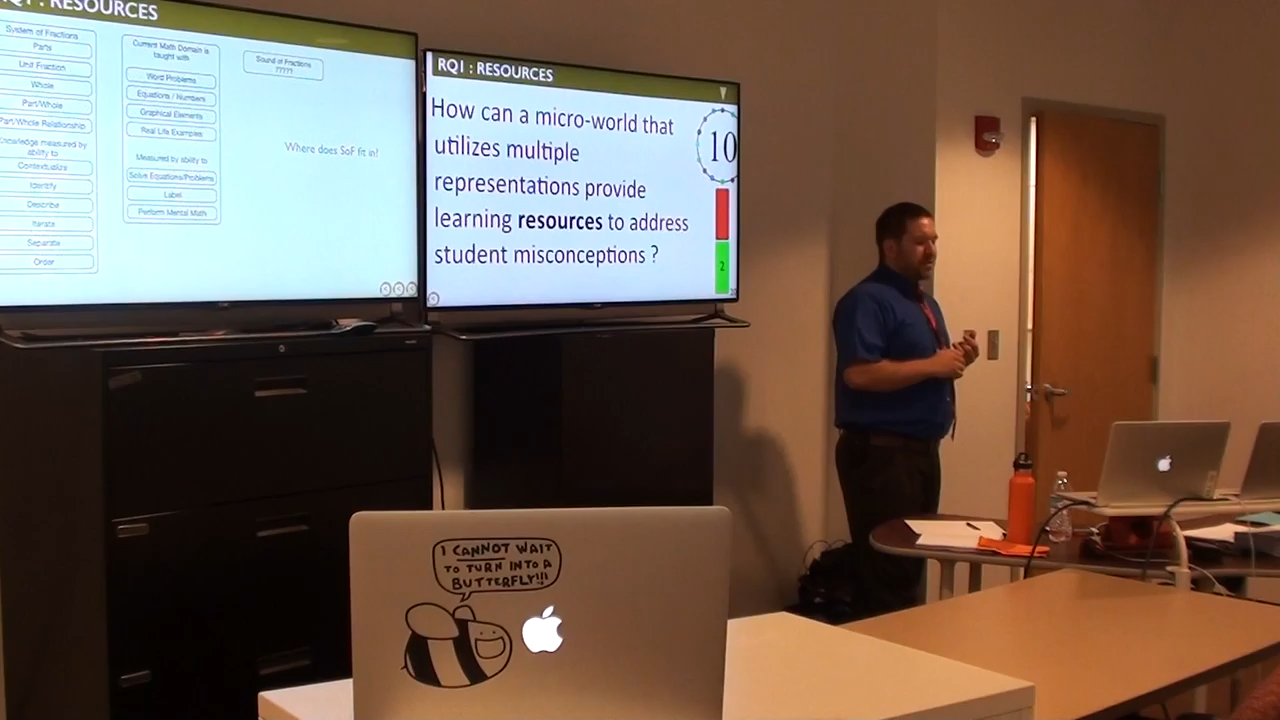 RQ1 : RESOURCES
System of Fractions
Parts
Unit Fraction
Whole
Part/Whole
Part/Whole Relationship
Knowledge measured by
ability to
Contextualize
Identify
Describe
Iterate
Separate
Order
Current Math Domain is
taught with
Word Problems
Equations / Numbers
Graphical Elements
Real Life Examples
Measured by ability to
Solve Equations/Problems
Label
Perform Mental Math
Sound of Fractions
?????
Where does SoF fit in?
RQ1 : RESOURCES
How can a micro-world that
utilizes multiple
representations provide
learning resources to address
student misconceptions ?
10
2
I CANNOT WAIT
TO TURN INTO A
BUTTERFLY!!!